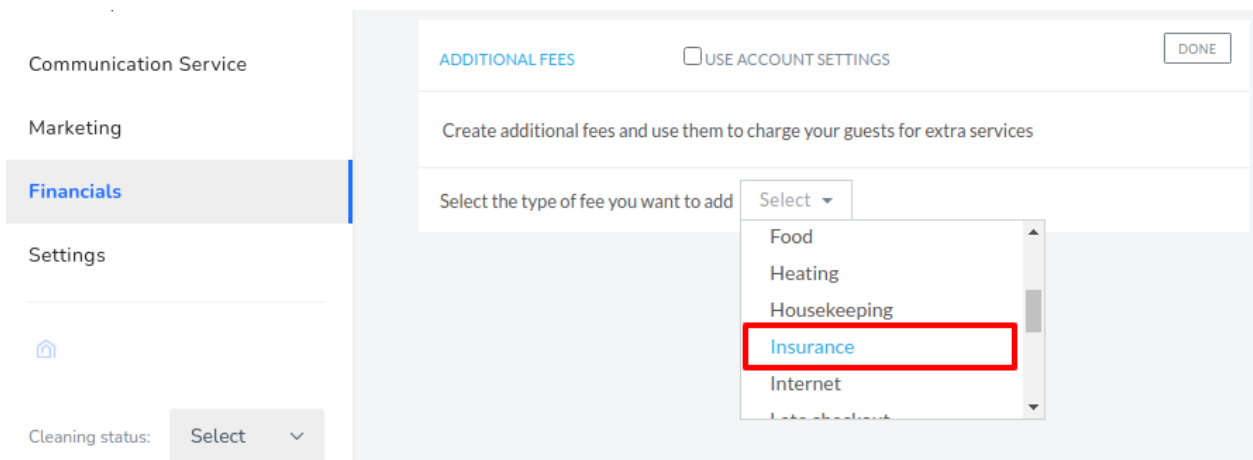 Communication Service
Marketing
Financials
Settings
Cleaning status: Select
ADDITIONAL FEES USE ACCOUNT SETTINGS DONE
Create additional fees and use them to charge your guests for extra services
Select the type of fee you want to add Select
Food
Heating
Housekeeping
Insurance
Internet
Late checkout